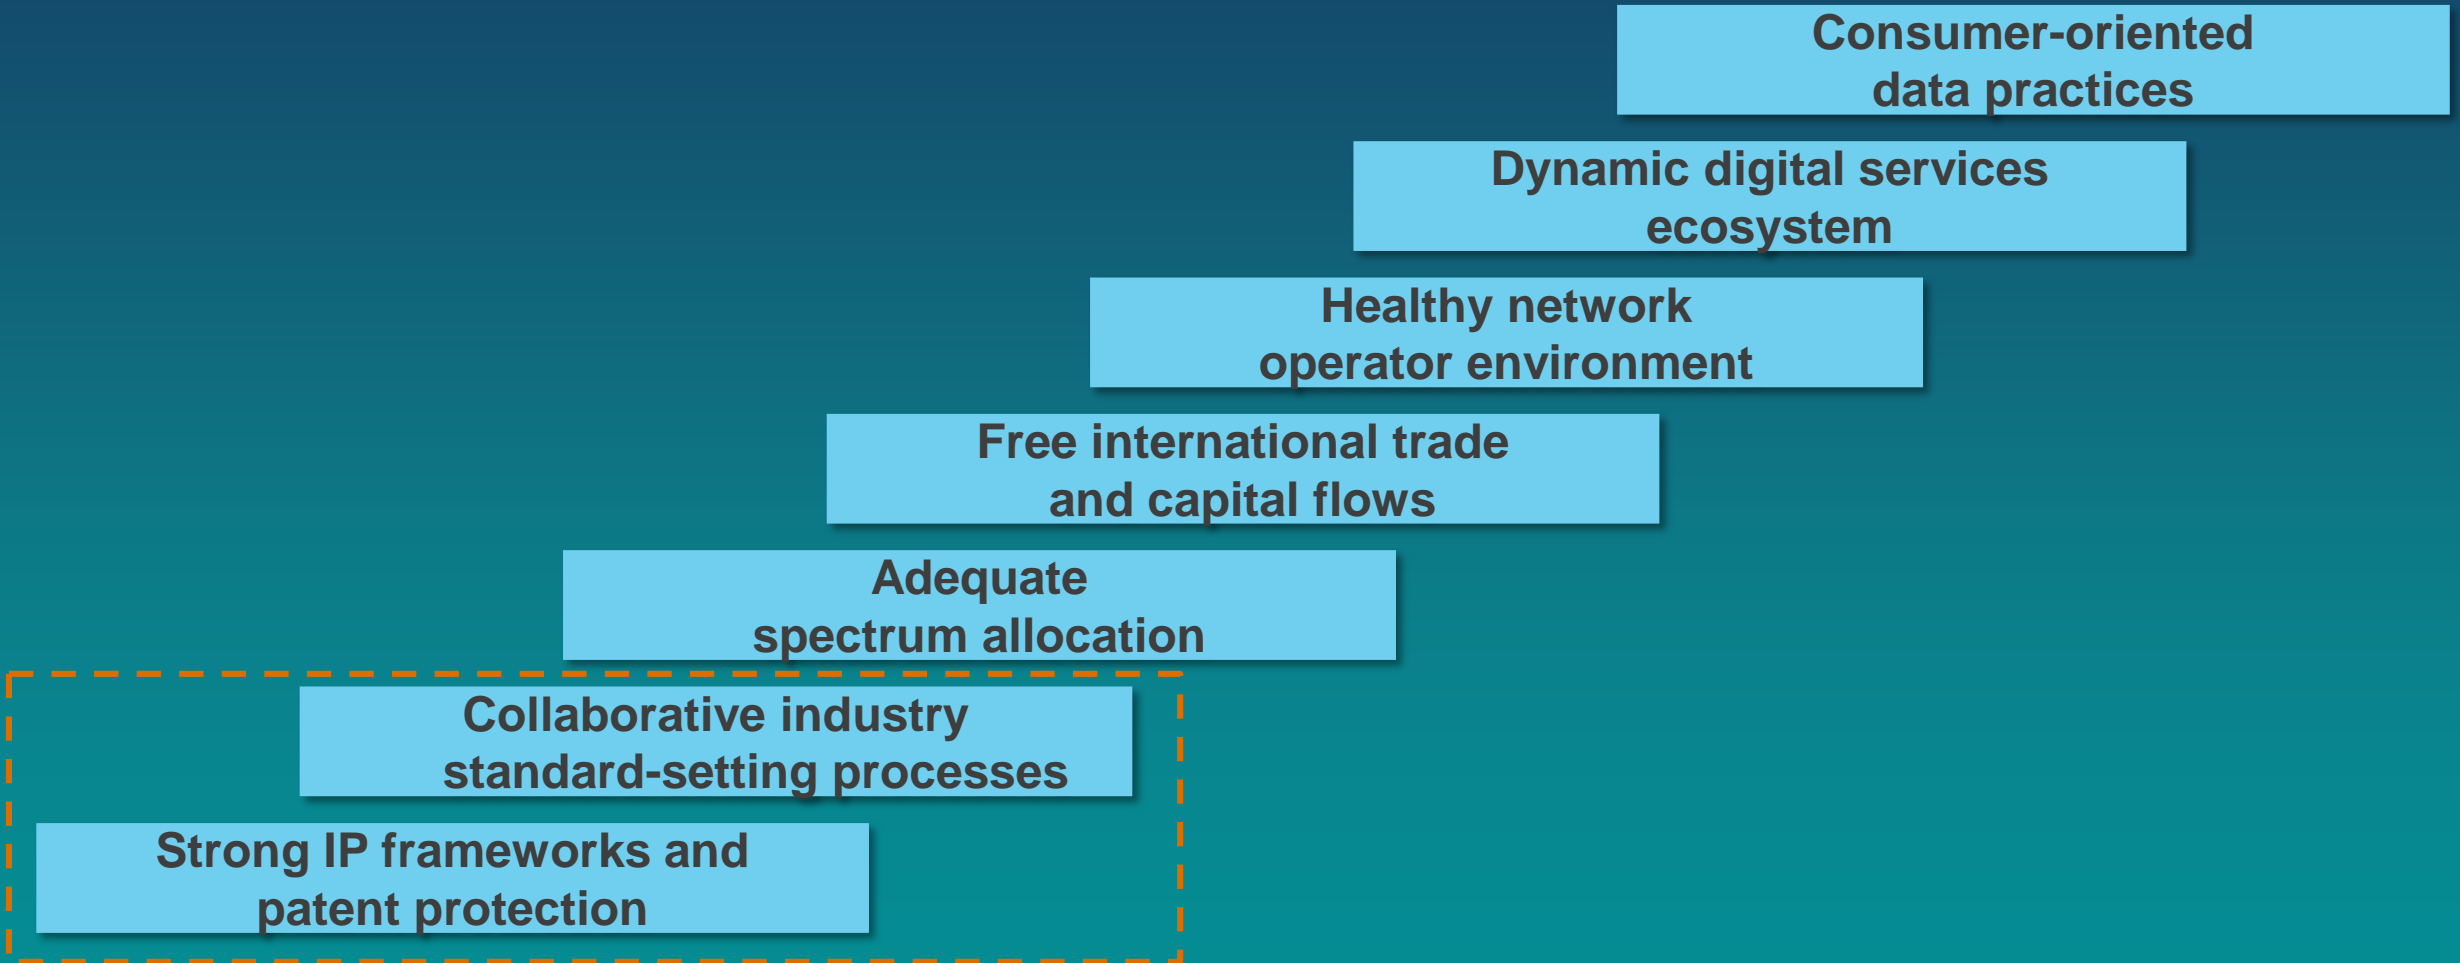 Consumer-oriented
data practices
Dynamic digital services
ecosystem
Healthy network
operator environment
Free international trade
and capital flows
Adequate
spectrum allocation
Collaborative industry
standard-setting processes
Strong IP frameworks and
patent protection